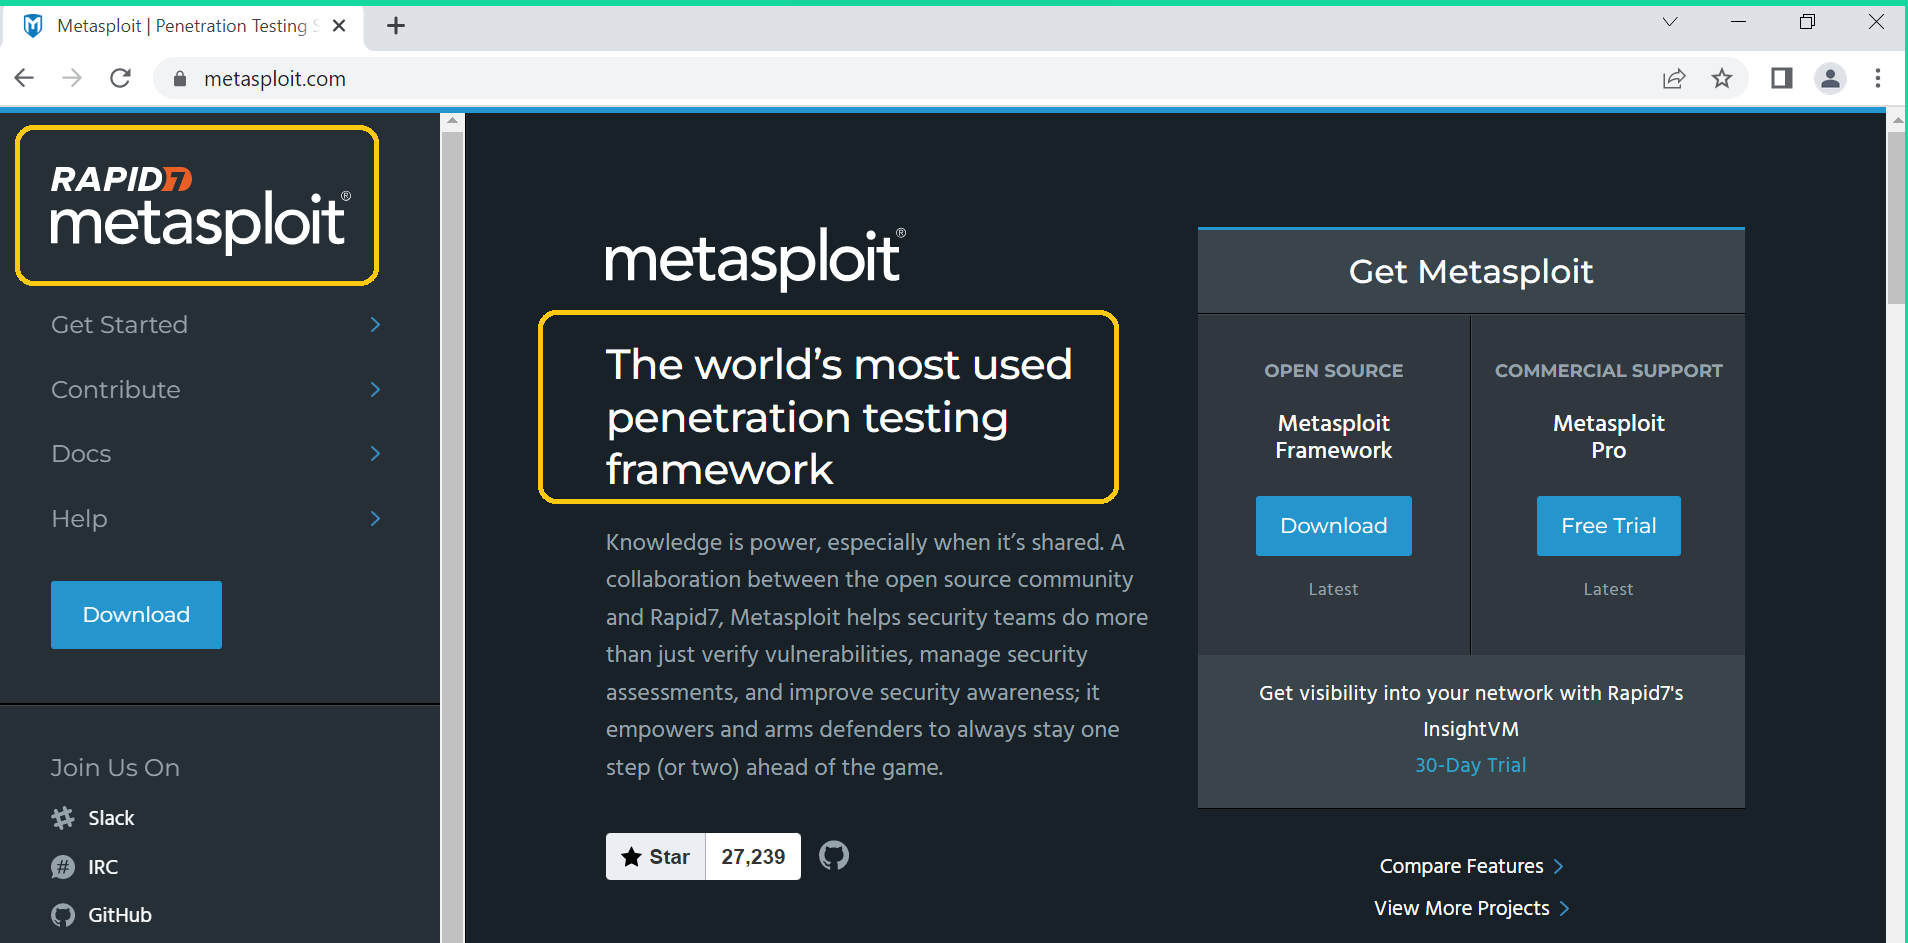 Metasploit | Penetration Testing S
metasploit.com
RAPID7
metasploit®
Get Started
Contribute
Docs
Help
Download
Join Us On
Slack
IRC
GitHub
metasploit®
The world’s most used
penetration testing
framework
Knowledge is power, especially when it’s shared. A
collaboration between the open source community
and Rapid7, Metasploit helps security teams do more
than just verify vulnerabilities, manage security
assessments, and improve security awareness; it
empowers and arms defenders to always stay one
step (or two) ahead of the game.
Star 27,239
Get Metasploit
OPEN SOURCE
Metasploit
Framework
Download
Latest
COMMERCIAL SUPPORT
Metasploit
Pro
Free Trial
Latest
Get visibility into your network with Rapid7's
InsightVM
30-Day Trial
Compare Features
View More Projects